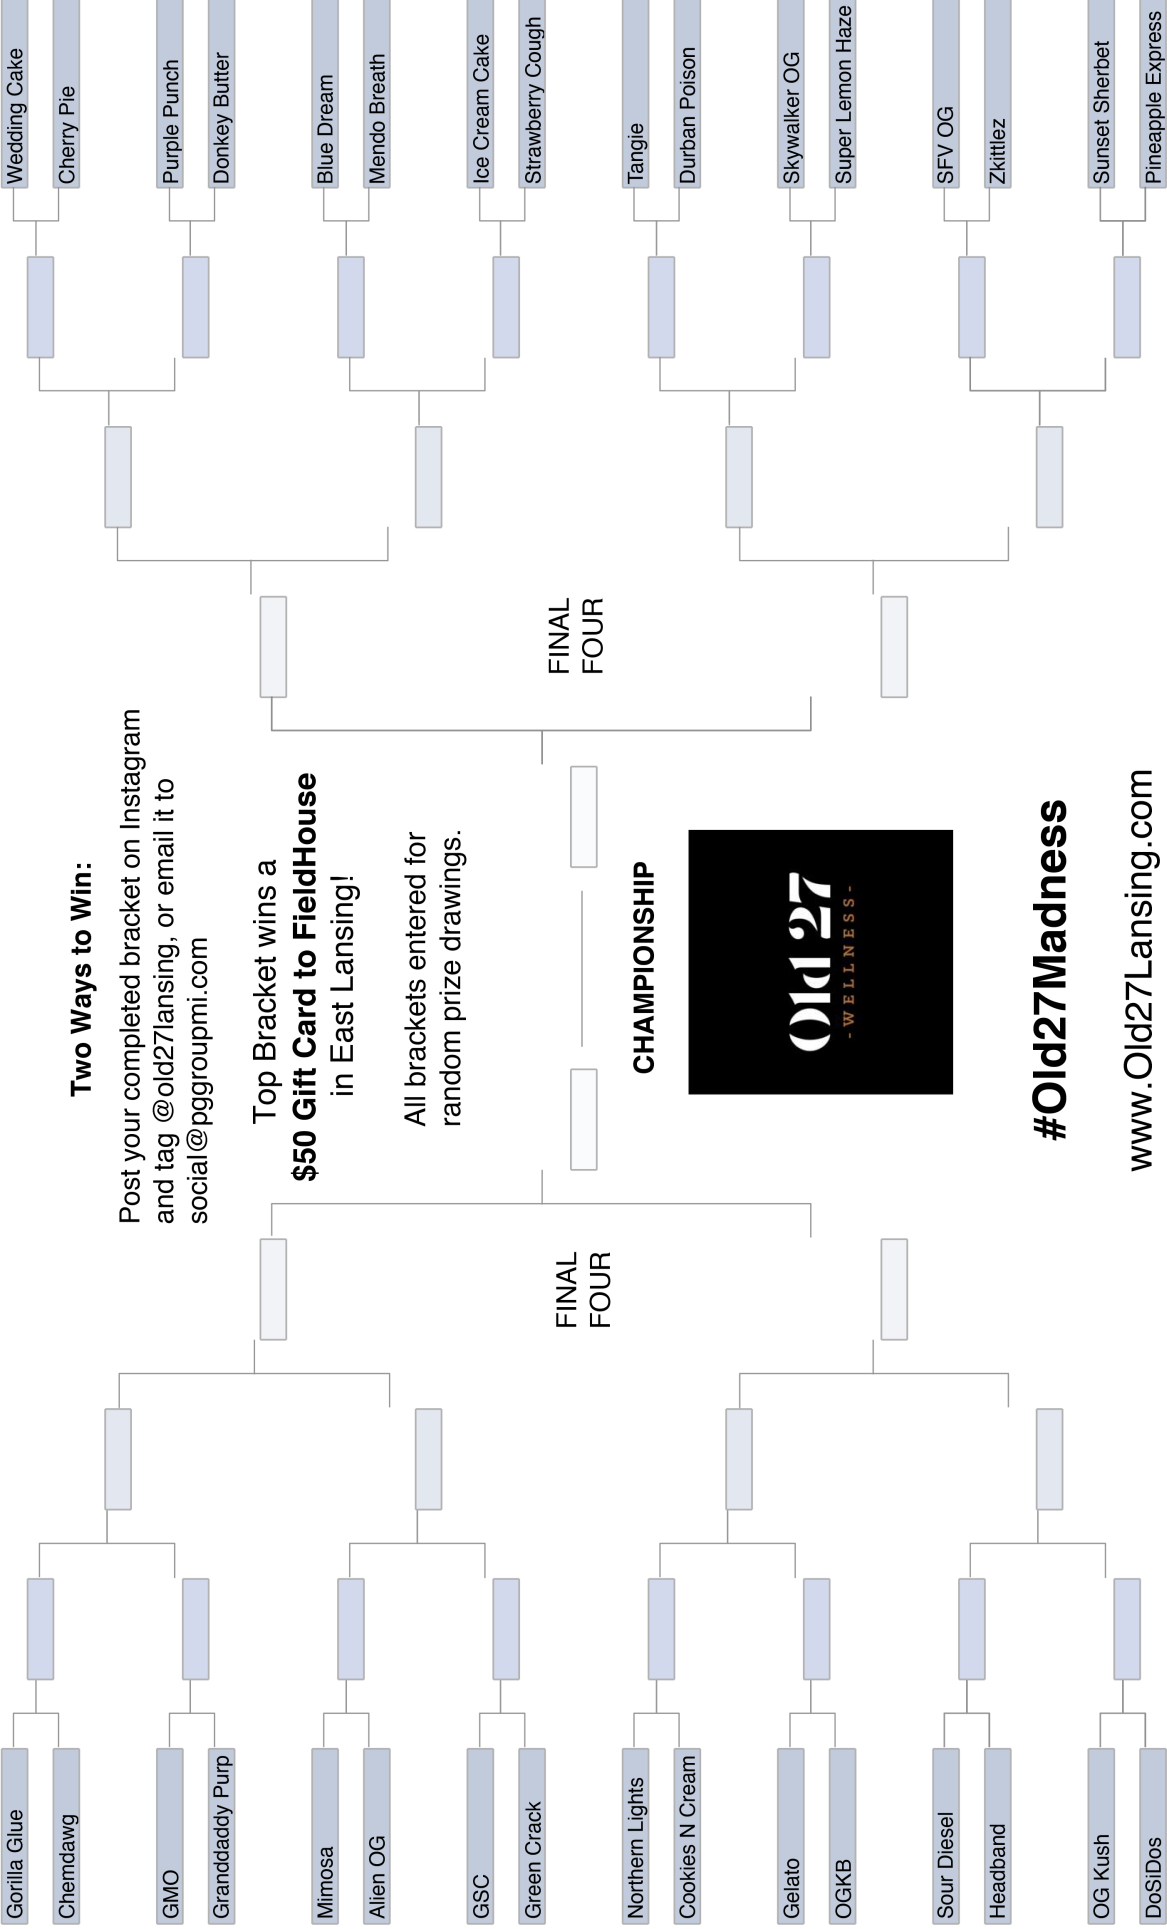 Gorilla Glue
Chemdawg
GMO
Granddaddy Purp
Mimosa
Alien OG
GSC
Green Crack
Northern Lights
Cookies N Cream
Gelato
OGKB
Sour Diesel
Headband
OG Kush
DoSiDos
FINAL
FOUR
Two Ways to Win:
Post your completed bracket on Instagram
and tag @old27lansing, or email it to
social@pggroupmi.com
Top Bracket wins a
$50 Gift Card to FieldHouse
in East Lansing!
All brackets entered for
random prize drawings.
CHAMPIONSHIP
Old 27
-WELLNESS-
#Old27Madness
www.Old27Lansing.com
FINAL
FOUR
Wedding Cake
Cherry Pie
Purple Punch
Donkey Butter
Blue Dream
Mendo Breath
Ice Cream Cake
Strawberry Cough
Tangie
Durban Poison
Skywalker OG
Super Lemon Haze
SFV OG
Zkittlez
Sunset Sherbet
Pineapple Express